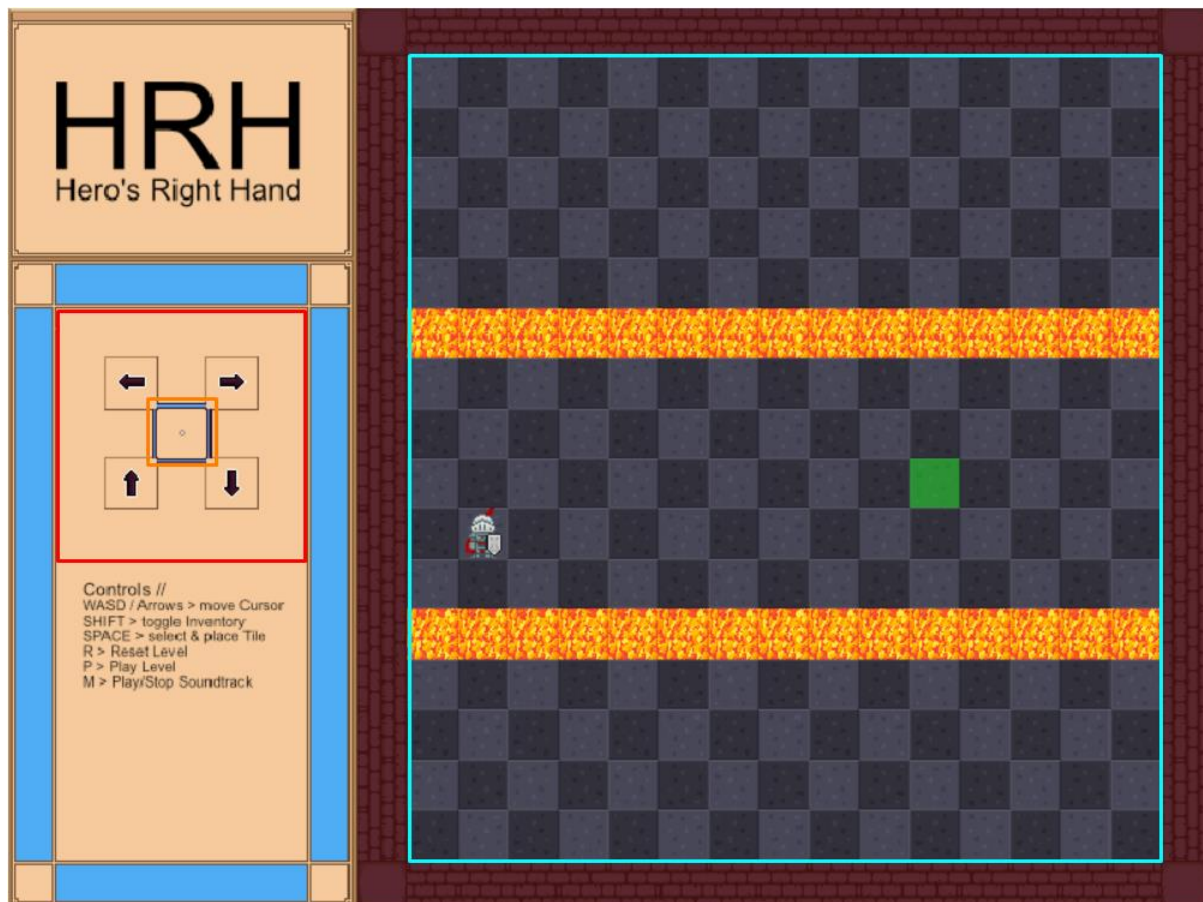 HRH
Hero's Right Hand
Controls //
WASD / Arrows > move Cursor
SHIFT > toggle Inventory
SPACE > select & place Tile
R > Reset Level
P > Play Level
M > Play/Stop Soundtrack